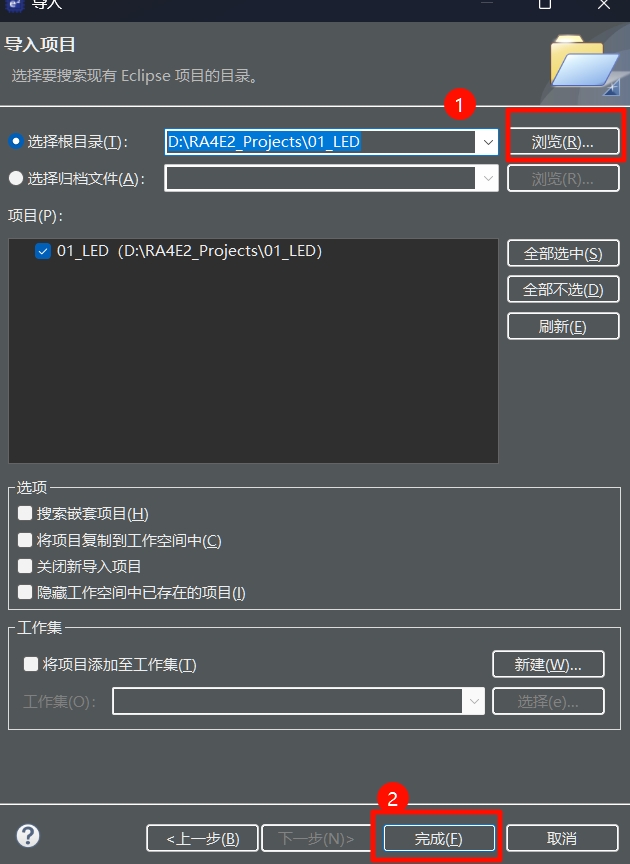 导入
导入项目
选择要搜索现有 Eclipse 项目的目录。
1
选择根目录(T): D:\RA4E2_Projects\01_LED 浏览(R)...
选择归档文件(A): 浏览(R)...
项目(P):
01_LED（D:\RA4E2_Projects\01_LED） 全部选中(S)
全部不选(D)
刷新(E)
选项
搜索嵌套项目(H)
将项目复制到工作空间中(C)
关闭新导入项目
隐藏工作空间中已存在的项目(I)
工作集
将项目添加至工作集(T) 新建(W)...
工作集(O): 选择(e)...
2
? <上一步(B) 下一步(N)> 完成(F) 取消